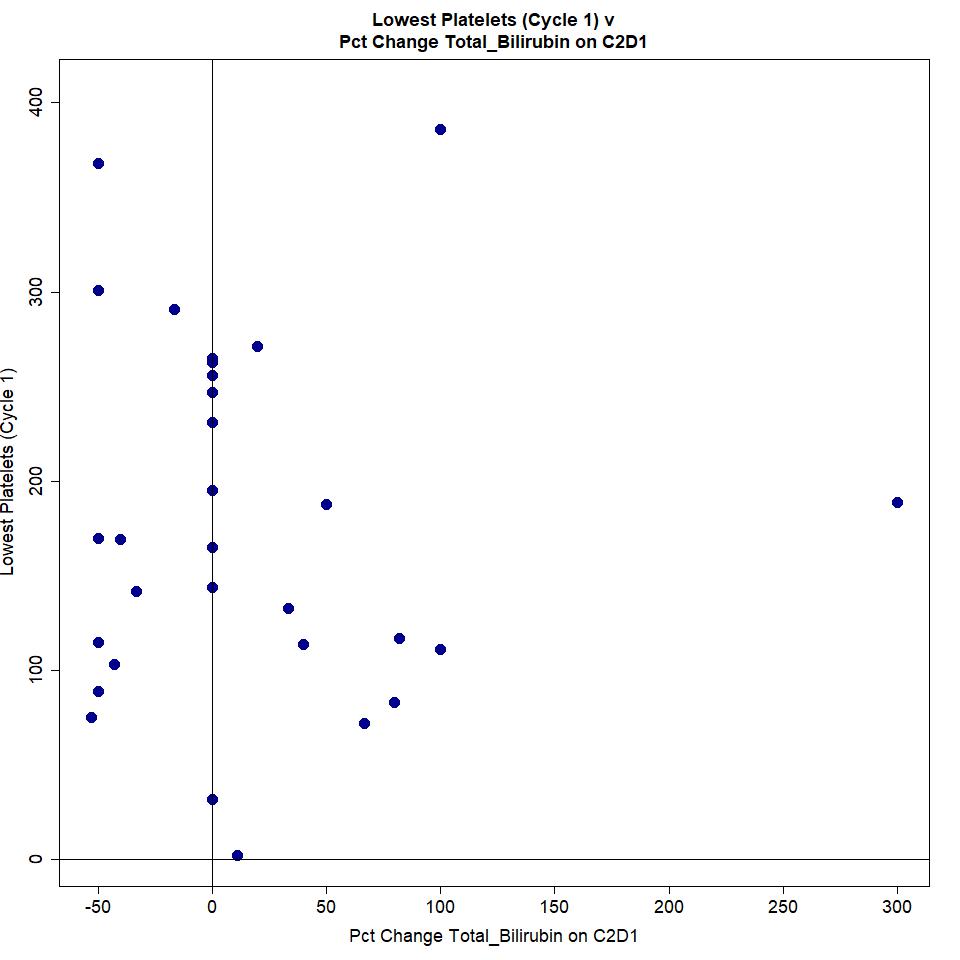 Lowest Platelets (Cycle 1) v
Pct Change Total_Bilirubin on C2D1
Lowest Platelets (Cycle 1)
400
300
200
100
0
-50 0 50 100 150 200 250 300
Pct Change Total_Bilirubin on C2D1